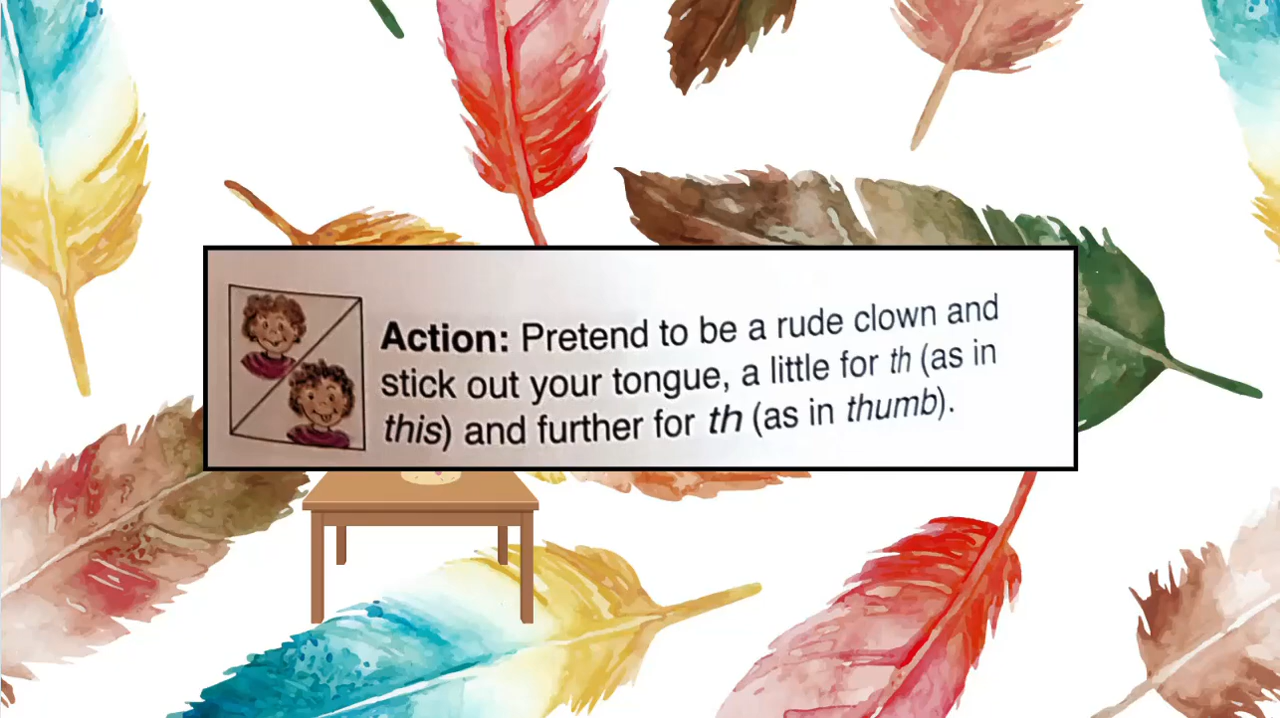 Action: Pretend to be a rude clown and
stick out your tongue, a little for th (as in
this) and further for th (as in thumb).